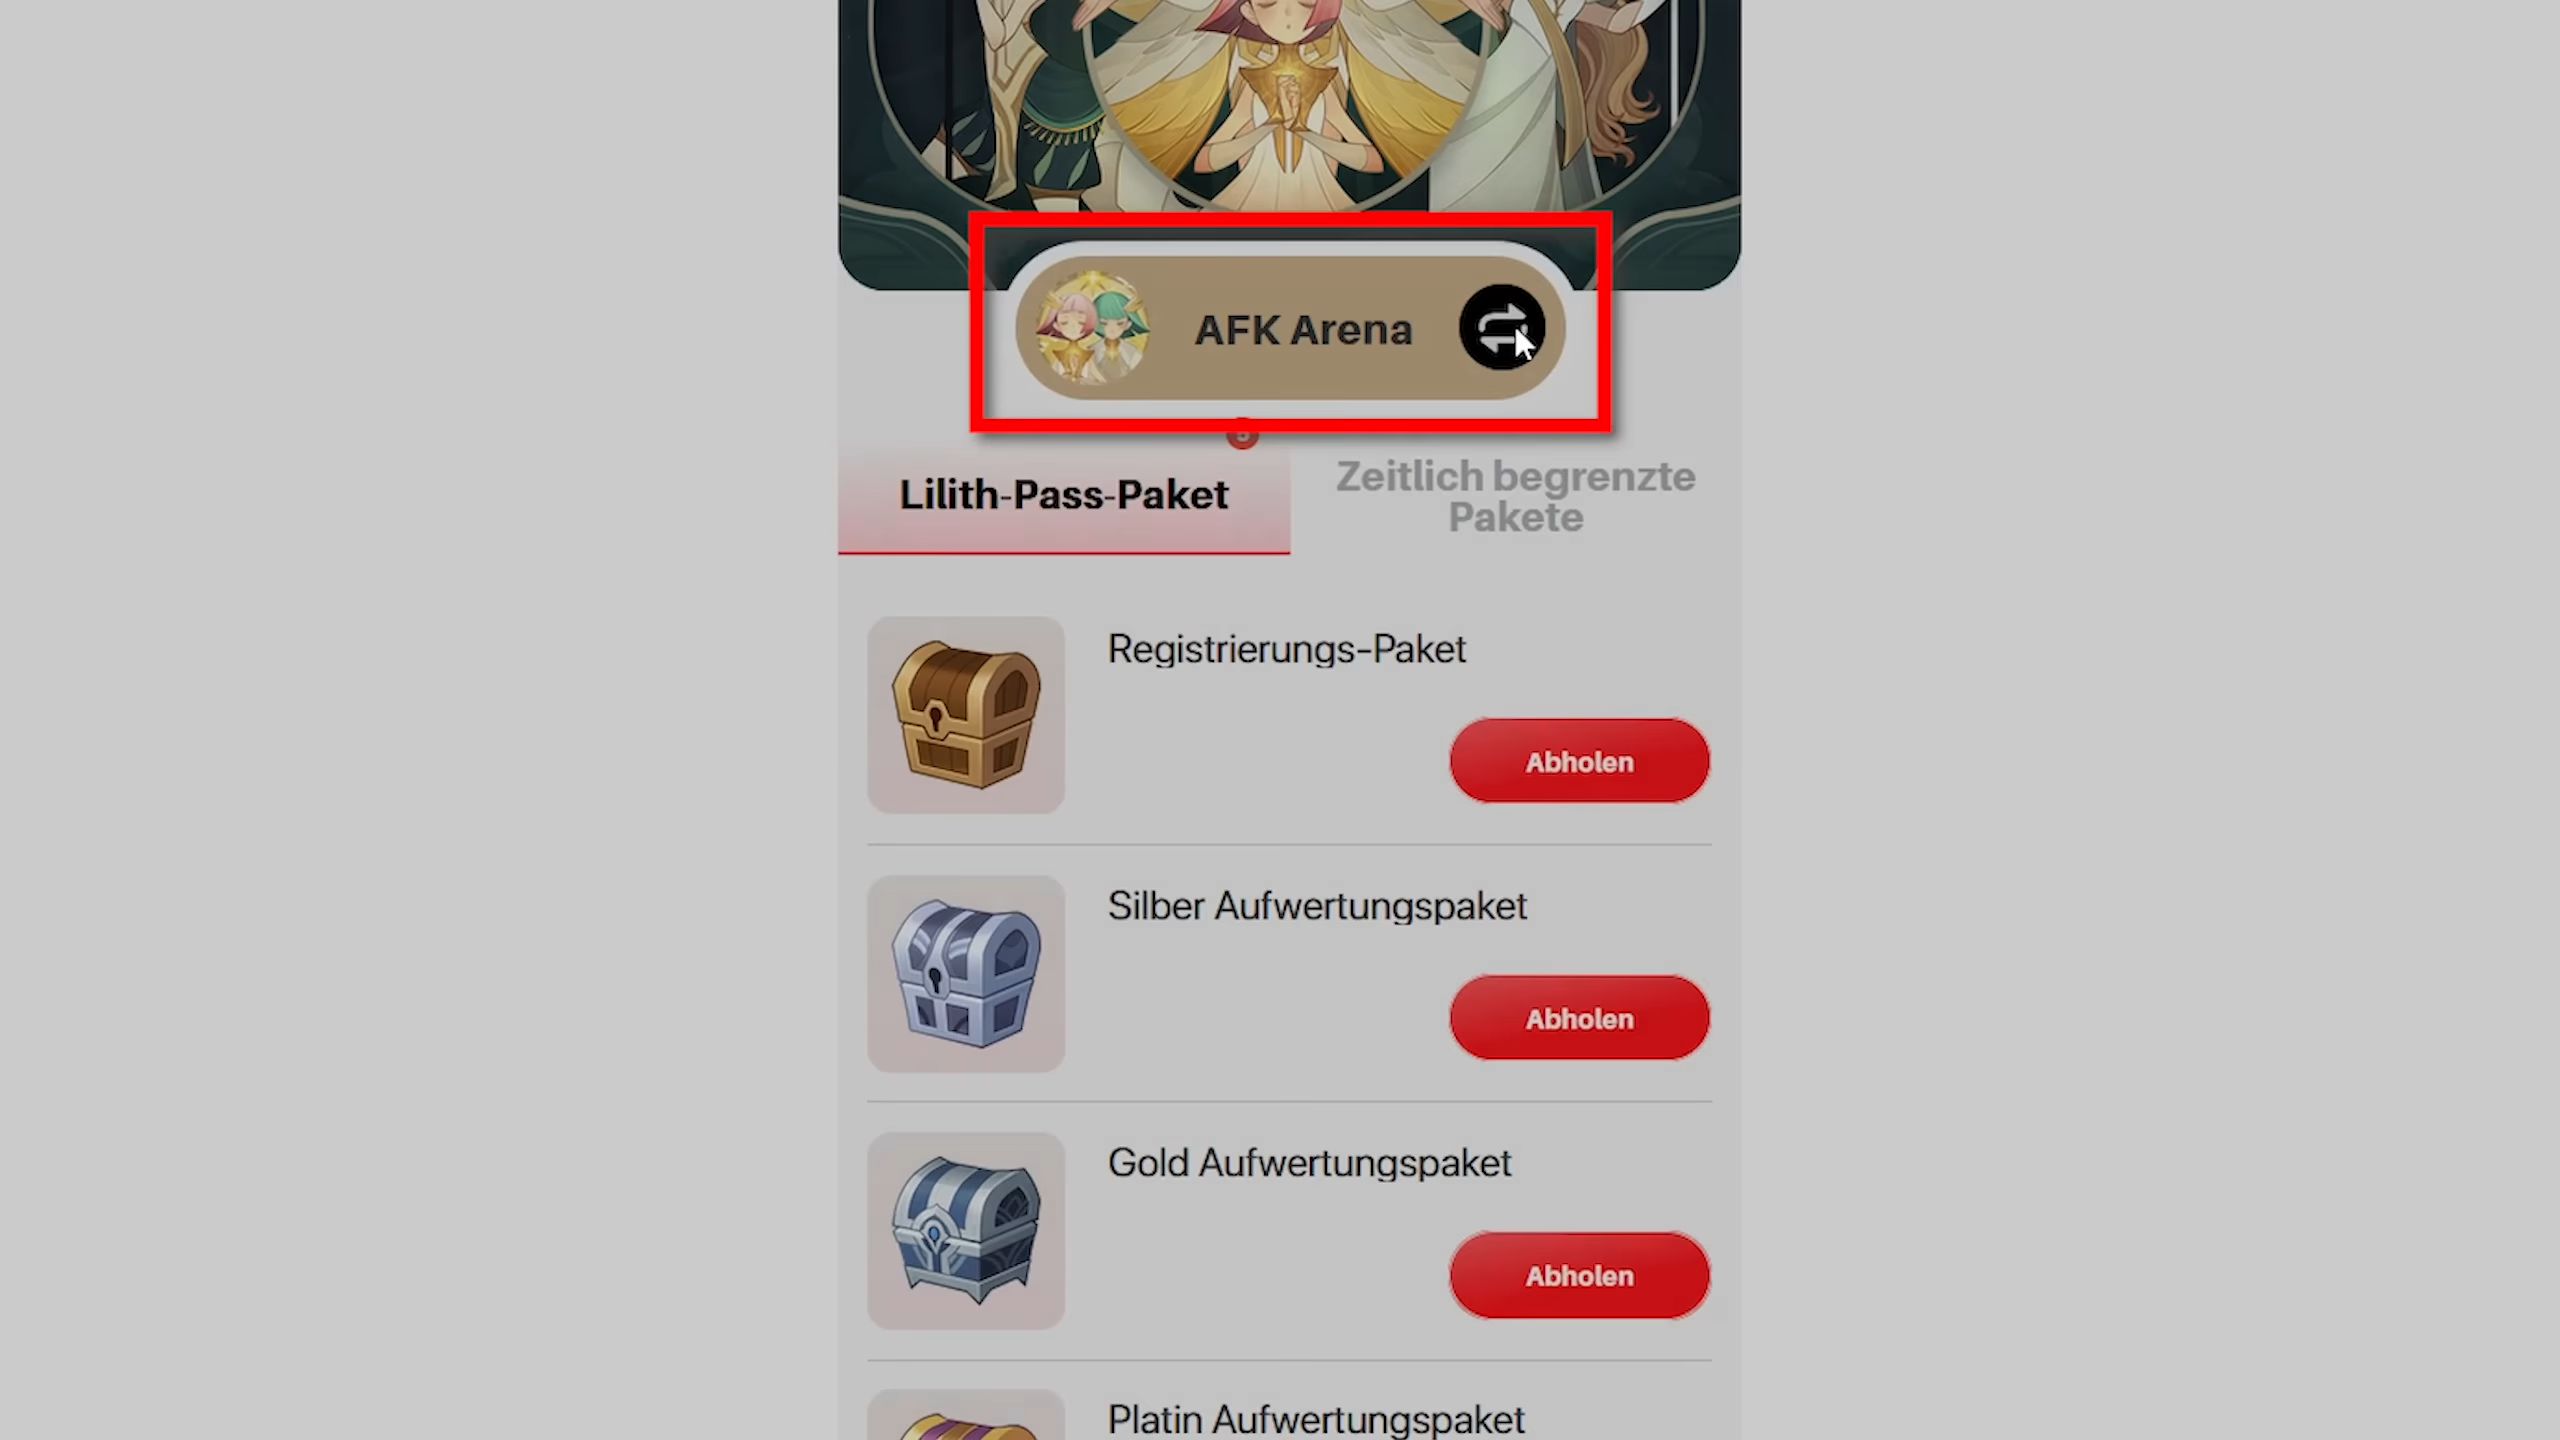 AFK Arena
Lilith-Pass-Paket
Zeitlich begrenzte
Pakete
Registrierungs-Paket
Abholen
Silber Aufwertungspaket
Abholen
Gold Aufwertungspaket
Abholen
Platin Aufwertungspaket